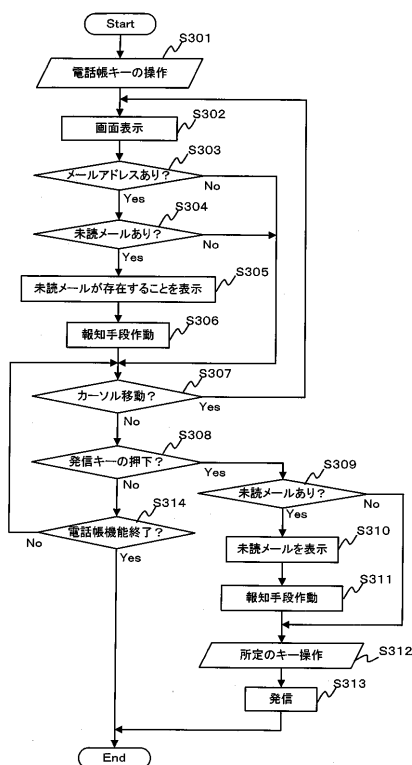 Start
S301
電話帳キーの操作
S302
画面表示
S303
メールアドレスあり?
No
Yes
S304
未読メールあり?
No
Yes
S305
未読メールが存在することを表示
S306
報知手段作動
S307
カーソル移動?
Yes
No
S308
発信キーの押下?
Yes
No
S309
未読メールあり?
No
Yes
S314
電話帳機能終了?
No
Yes
S310
未読メールを表示
S311
報知手段作動
S312
所定のキー操作
S313
発信
End